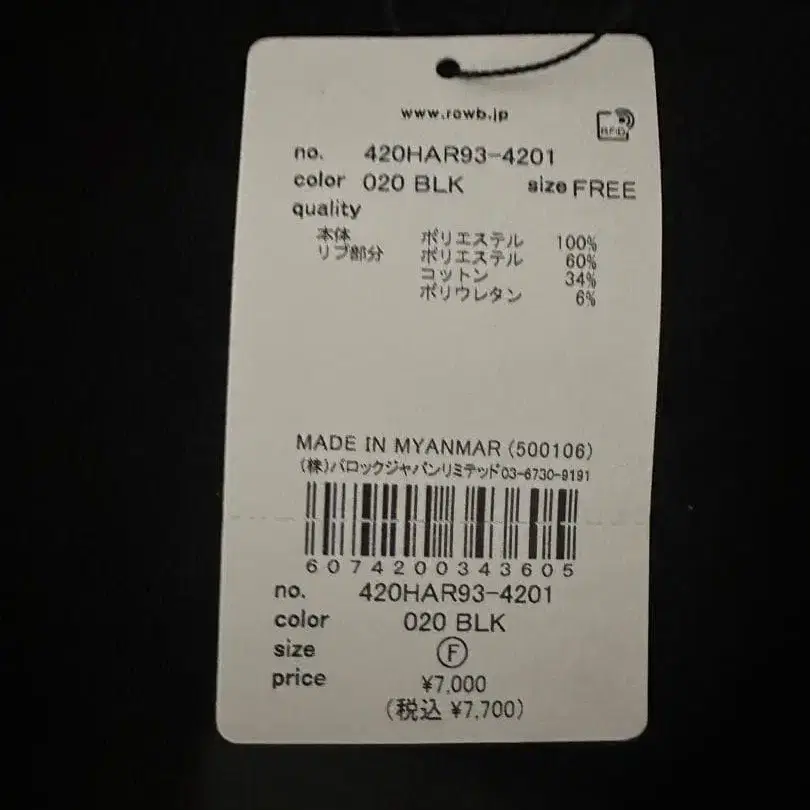 www.rowb.jp
RFID
no. 420HAR93-4201
color 020 BLK size FREE
quality
本体 ポリエステル 100%
リブ部分 ポリエステル 60%
コットン 34%
ポリウレタン 6%
MADE IN MYANMAR (500106)
(株)バロックジャパンリミテッド03-6730-9191
6074200343605
no. 420HAR93-4201
color 020 BLK
size Ⓕ
price ¥7,000
(税込 ¥7,700)